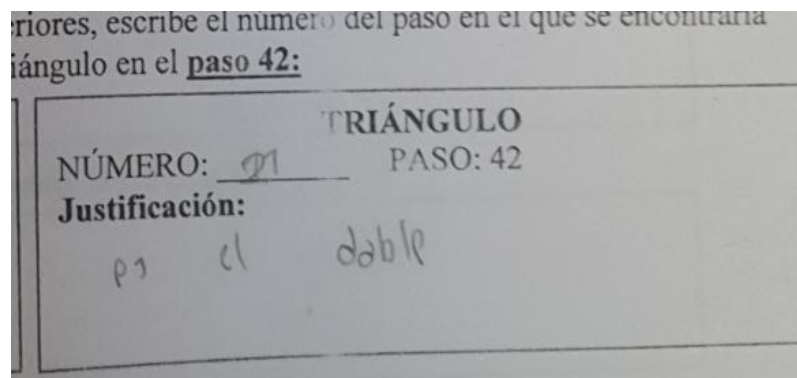 riores, escribe el número del paso en el que se encontraría
iángulo en el paso 42:
TRIÁNGULO
NÚMERO: 21 PASO: 42
Justificación:
es el doble